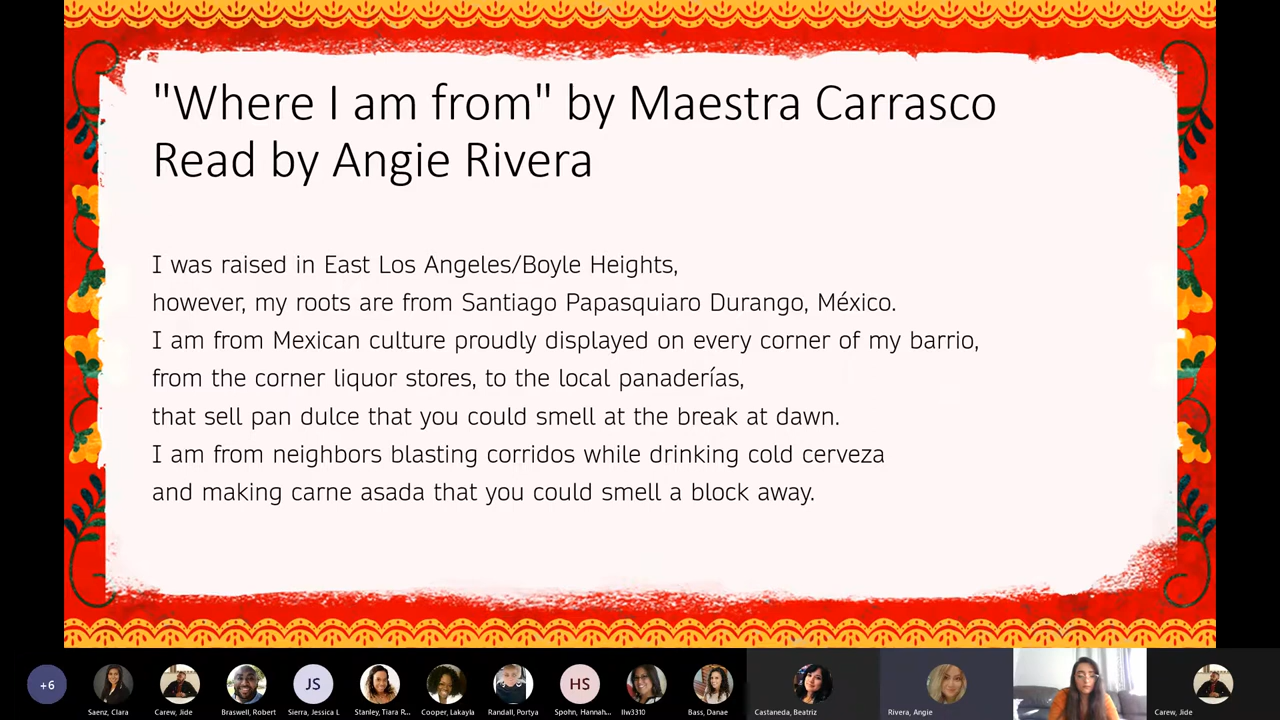 "Where I am from" by Maestra Carrasco
Read by Angie Rivera
I was raised in East Los Angeles/Boyle Heights,
however, my roots are from Santiago Papasquiaro Durango, México.
I am from Mexican culture proudly displayed on every corner of my barrio,
from the corner liquor stores, to the local panaderías,
that sell pan dulce that you could smell at the break at dawn.
I am from neighbors blasting corridos while drinking cold cerveza
and making carne asada that you could smell a block away.
+6 JS HS
Saenz, Clara Carew, Jide Braswell, Robert Sierra, Jessica L Stanley, Tiara R... Cooper, Lakayla Randall, Portya Spohn, Hannah... llw3310 Bass, Danae Castaneda, Beatriz Rivera, Angie Carew, Jide